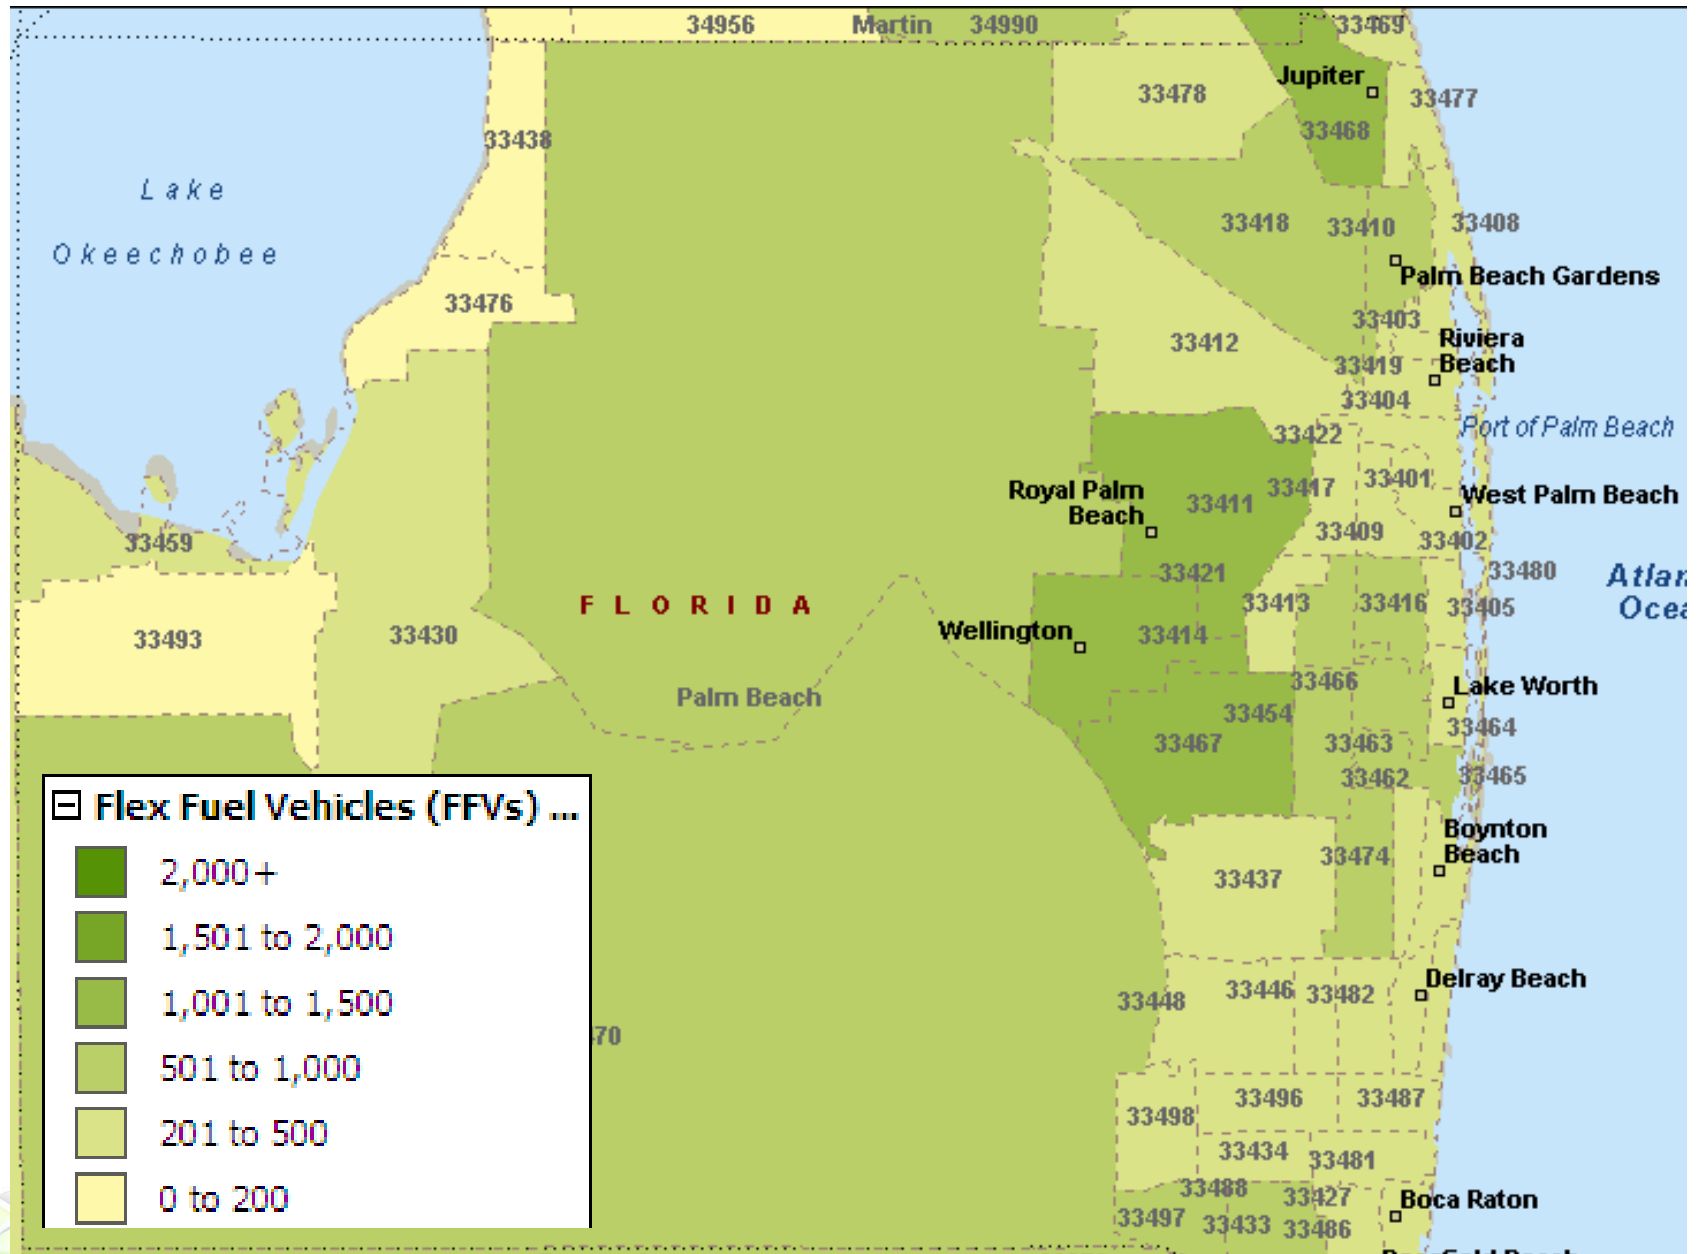 34956
Martin
34990
33469
Jupiter
33478
33477
33438
33468
Lake
Okeechobee
33418
33410
33408
Palm Beach Gardens
33476
33403
33412
Riviera
Beach
33419
33404
33422
Port of Palm Beach
33401
Royal Palm
Beach
33411
33417
West Palm Beach
33409
33402
33459
33421
33480
Atlan
Ocea
FLORIDA
33413
33416
33405
33493
33430
Wellington
33414
Palm Beach
33466
Lake Worth
33454
33464
33467
33463
33462
33465
Flex Fuel Vehicles (FFVs) ...
2,000+
1,501 to 2,000
1,001 to 1,500
501 to 1,000
201 to 500
0 to 200
Boynton
Beach
33474
33437
Delray Beach
33446
33482
33448
70
33496
33487
33498
33434
33481
33488
33427
Boca Raton
33497
33433
33486